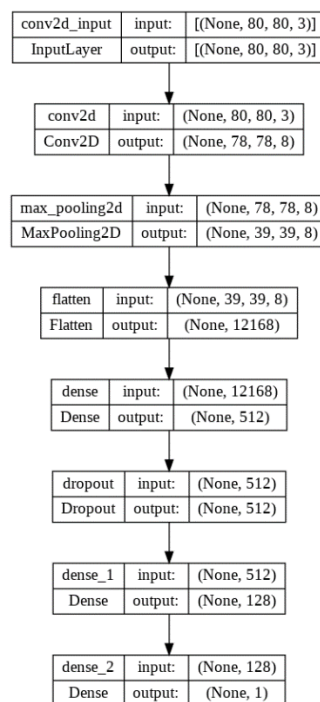 conv2d_input input: [(None, 80, 80, 3)]
InputLayer output: [(None, 80, 80, 3)]
conv2d input: (None, 80, 80, 3)
Conv2D output: (None, 78, 78, 8)
max_pooling2d input: (None, 78, 78, 8)
MaxPooling2D output: (None, 39, 39, 8)
flatten input: (None, 39, 39, 8)
Flatten output: (None, 12168)
dense input: (None, 12168)
Dense output: (None, 512)
dropout input: (None, 512)
Dropout output: (None, 512)
dense_1 input: (None, 512)
Dense output: (None, 128)
dense_2 input: (None, 128)
Dense output: (None, 1)